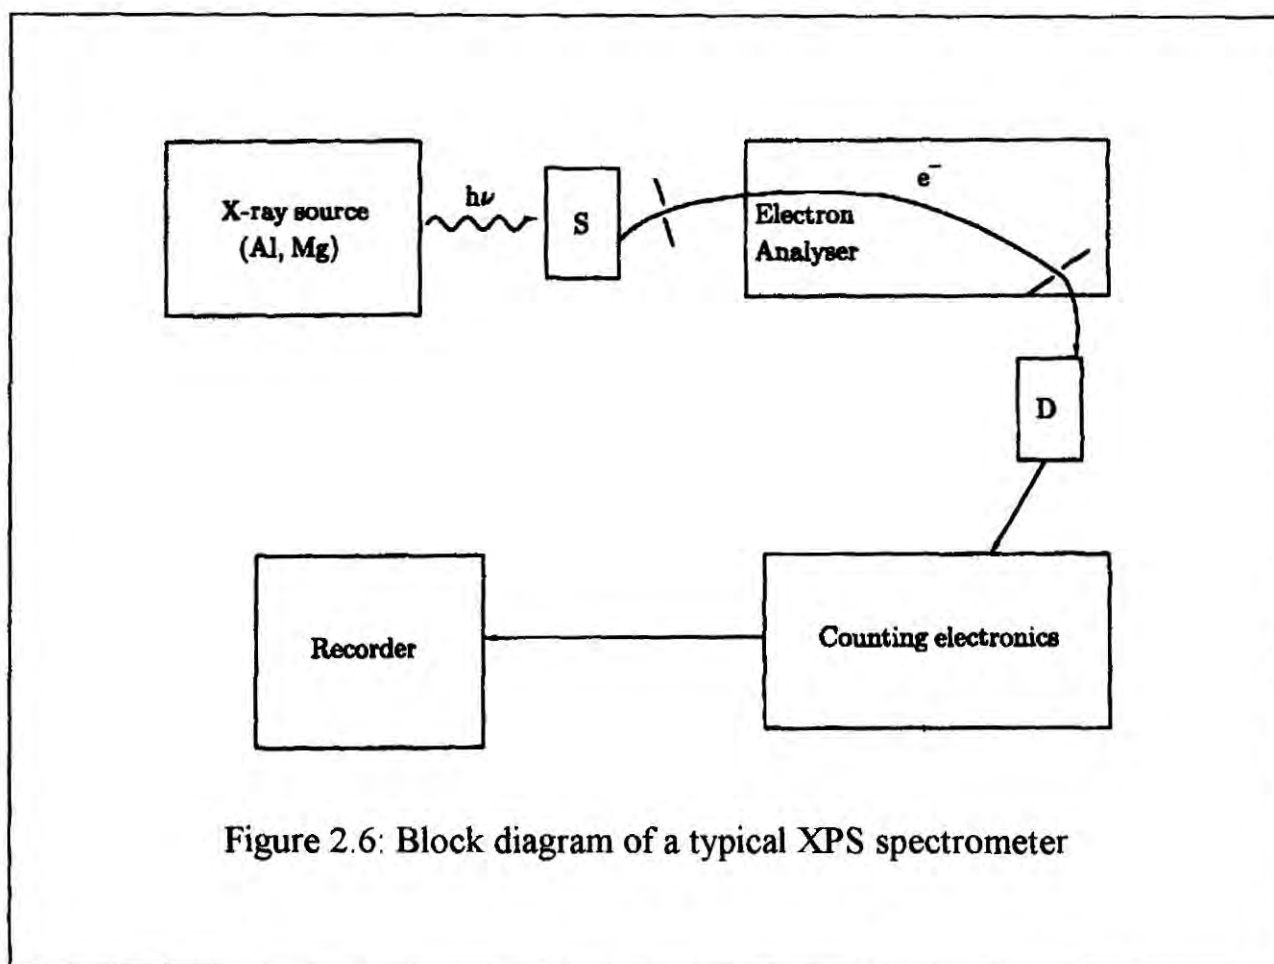 X-ray source
(Al, Mg)
hν
S
e⁻
Electron
Analyser
D
Recorder
Counting electronics
Figure 2.6: Block diagram of a typical XPS spectrometer